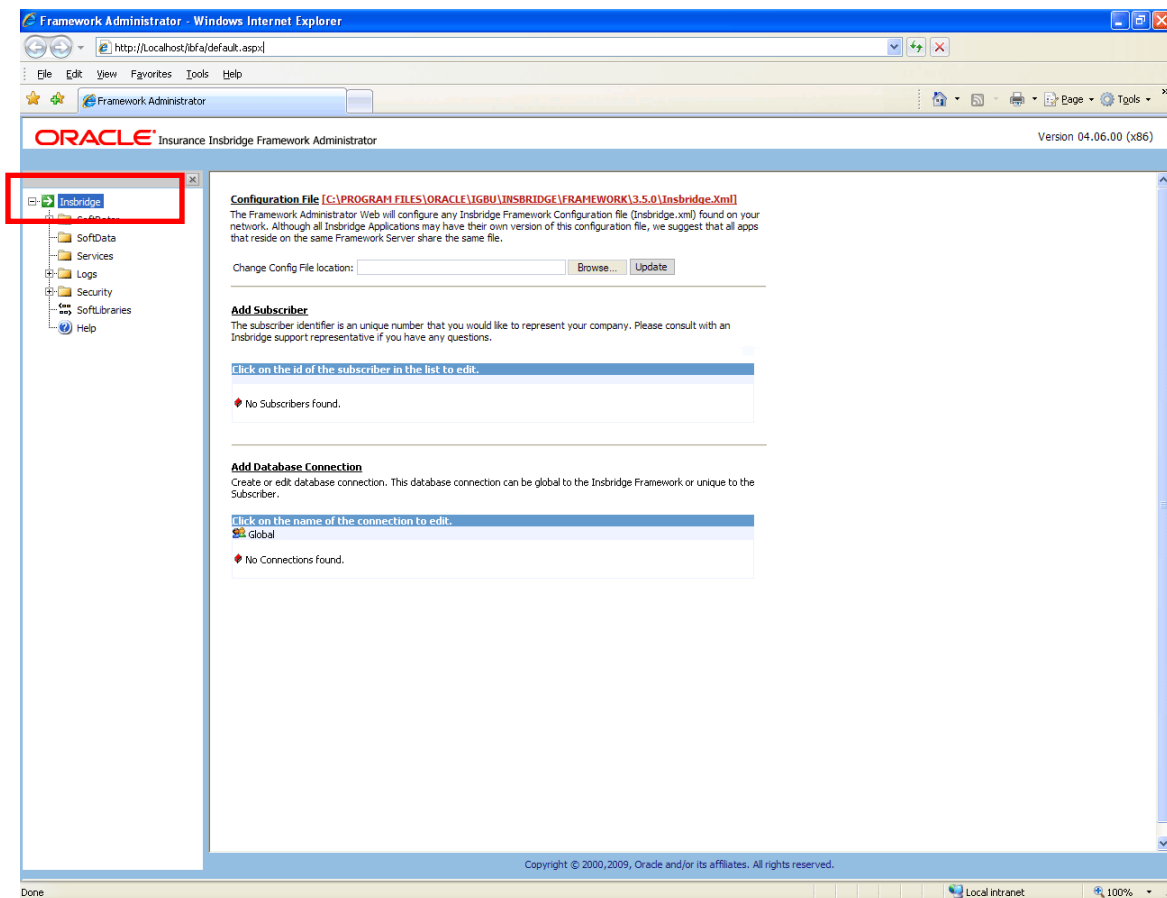 Framework Administrator - Windows Internet Explorer
http://Localhost/ibfa/default.aspx
File Edit View Favorites Tools Help
Framework Administrator
Page Tools »
ORACLE Insurance Insbridge Framework Administrator
Version 04.06.00 (x86)
Insbridge
SoftData
Services
Logs
Security
SoftLibraries
Help
Configuration File [C:\PROGRAM FILES\ORACLE\IGBU\INSBRIDGE\FRAMEWORK\3.5.0\Insbridge.Xml]
The Framework Administrator Web will configure any Insbridge Framework Configuration file (Insbridge.xml) found on your
network. Although all Insbridge Applications may have their own version of this configuration file, we suggest that all apps
that reside on the same Framework Server share the same file.
Change Config File location: Browse... Update
Add Subscriber
The subscriber identifier is an unique number that you would like to represent your company. Please consult with an
Insbridge support representative if you have any questions.
Click on the id of the subscriber in the list to edit.
No Subscribers found.
Add Database Connection
Create or edit database connection. This database connection can be global to the Insbridge Framework or unique to the
Subscriber.
Click on the name of the connection to edit.
Global
No Connections found.
Copyright © 2000,2009, Oracle and/or its affiliates. All rights reserved.
Done
Local intranet
100%